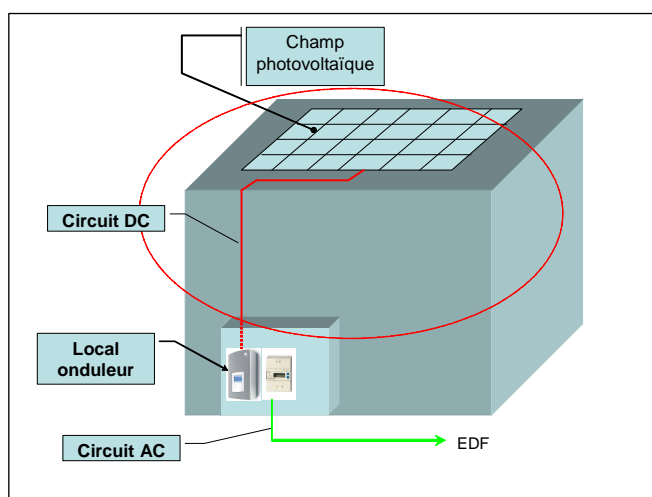 Champ
photovoltaïque
Circuit DC
Local
onduleur
Circuit AC
EDF